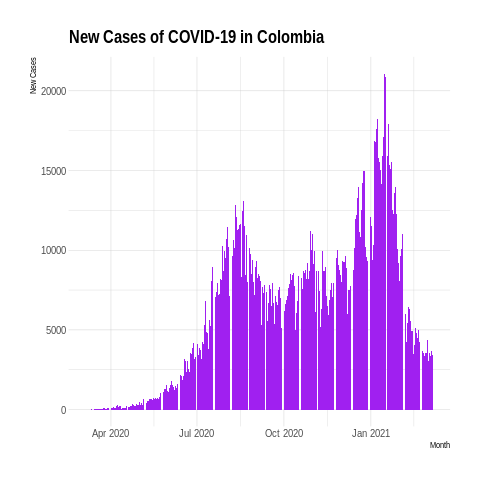 New Cases of COVID-19 in Colombia
New Cases
20000
15000
10000
5000
0
Apr 2020 Jul 2020 Oct 2020 Jan 2021
Month